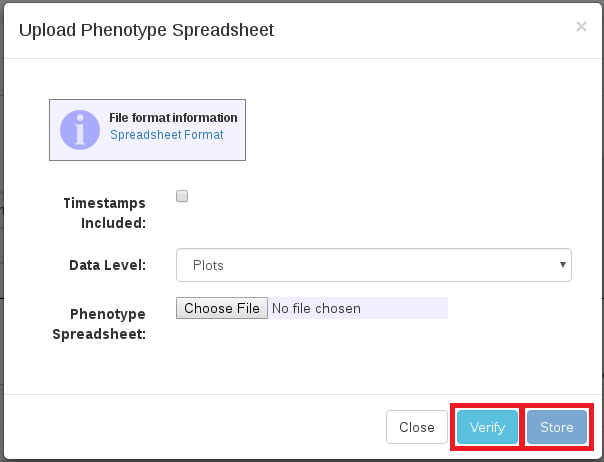 Upload Phenotype Spreadsheet
×
File format information
Spreadsheet Format
Timestamps
Included:
Data Level:
Plots
Phenotype
Spreadsheet:
Choose File No file chosen
Close Verify Store